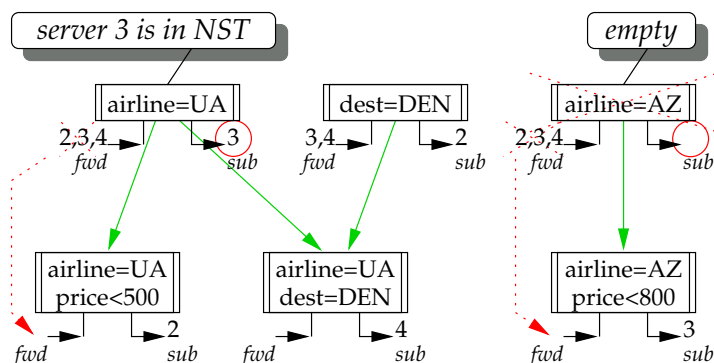 server 3 is in NST
empty
airline=UA
dest=DEN
airline=AZ
2,3,4
fwd
3
sub
3,4
fwd
2
sub
2,3,4
fwd
sub
airline=UA
price<500
airline=UA
dest=DEN
airline=AZ
price<800
fwd
2
sub
fwd
4
sub
fwd
3
sub